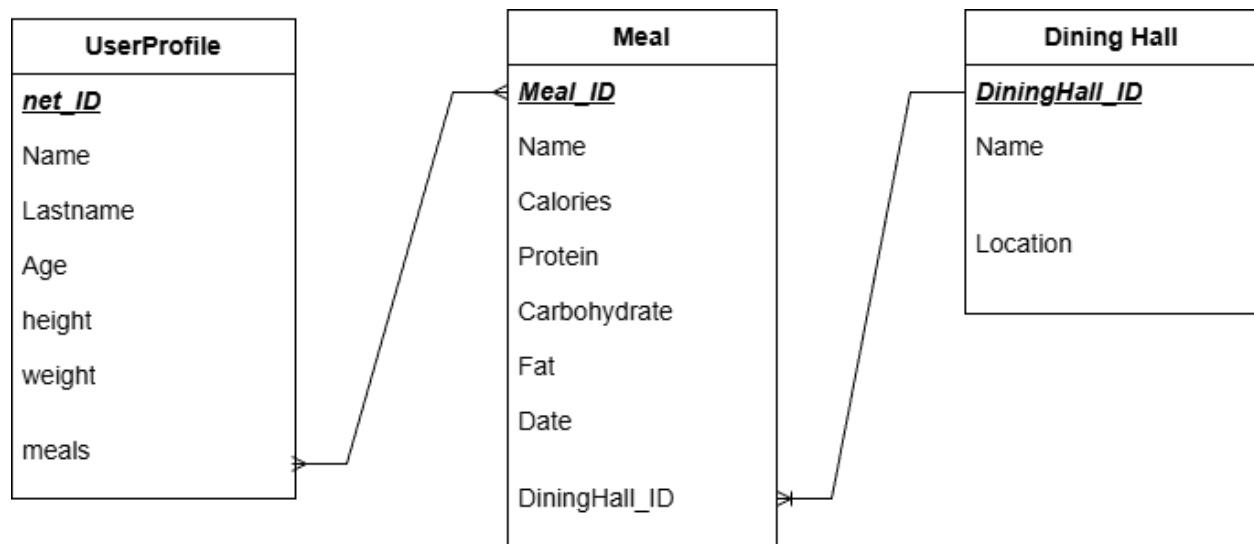 UserProfile
net_ID
Name
Lastname
Age
height
weight
meals
Meal
Meal_ID
Name
Calories
Protein
Carbohydrate
Fat
Date
DiningHall_ID
Dining Hall
DiningHall_ID
Name
Location